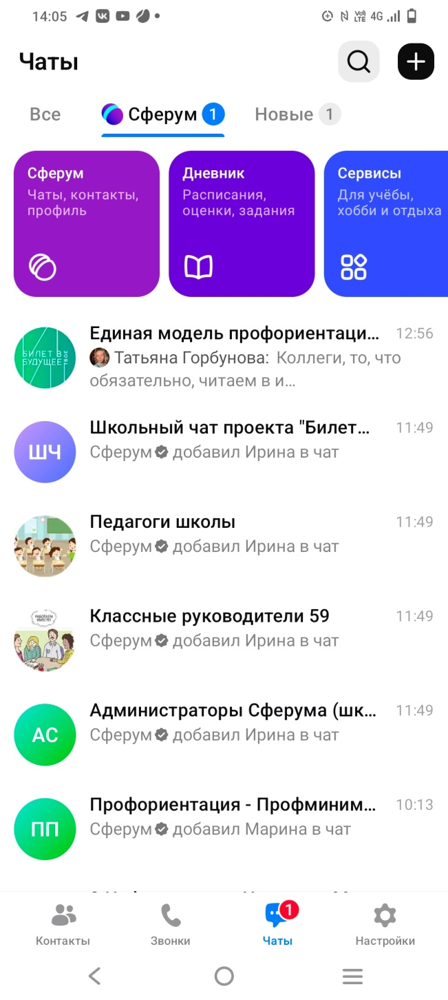 14:05
4G
Чаты
Все
Сферум 1
Новые 1
Сферум
Чаты, контакты,
профиль
Дневник
Расписания,
оценки, задания
Сервисы
Для учёбы,
хобби и отдыха
БИЛЕТ В
БУДУЩЕЕ
ТВОЁ
Единая модель профориентаци... 12:56
Татьяна Горбунова: Коллеги, то, что
обязательно, читаем в и...
ШЧ
Школьный чат проекта "Билет... 11:49
Сферум добавил Ирина в чат
Педагоги школы 11:49
Сферум добавил Ирина в чат
РАБОТАЕМ
ВМЕСТЕ!
Классные руководители 59 11:49
Сферум добавил Ирина в чат
АС
Администраторы Сферума (шк... 11:49
Сферум добавил Ирина в чат
ПП
Профориентация - Профминим... 10:13
Сферум добавил Марина в чат
1
Контакты
Звонки
Чаты
Настройки